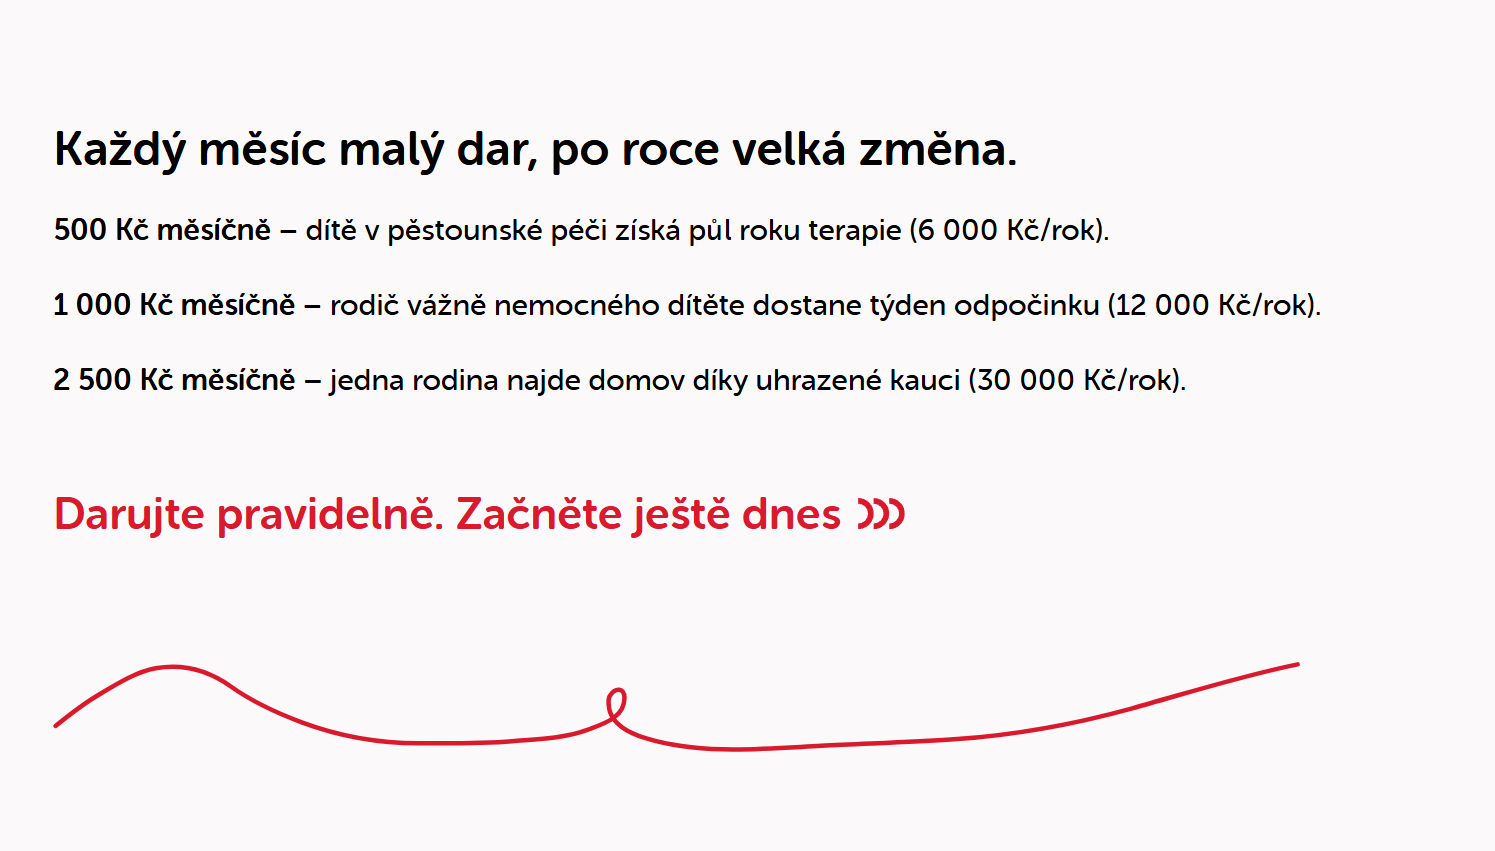 Každý měsíc malý dar, po roce velká změna.
500 Kč měsíčně – dítě v pěstounské péči získá půl roku terapie (6 000 Kč/rok).
1 000 Kč měsíčně – rodič vážně nemocného dítěte dostane týden odpočinku (12 000 Kč/rok).
2 500 Kč měsíčně – jedna rodina najde domov díky uhrazené kauci (30 000 Kč/rok).
Darujte pravidelně. Začněte ještě dnes